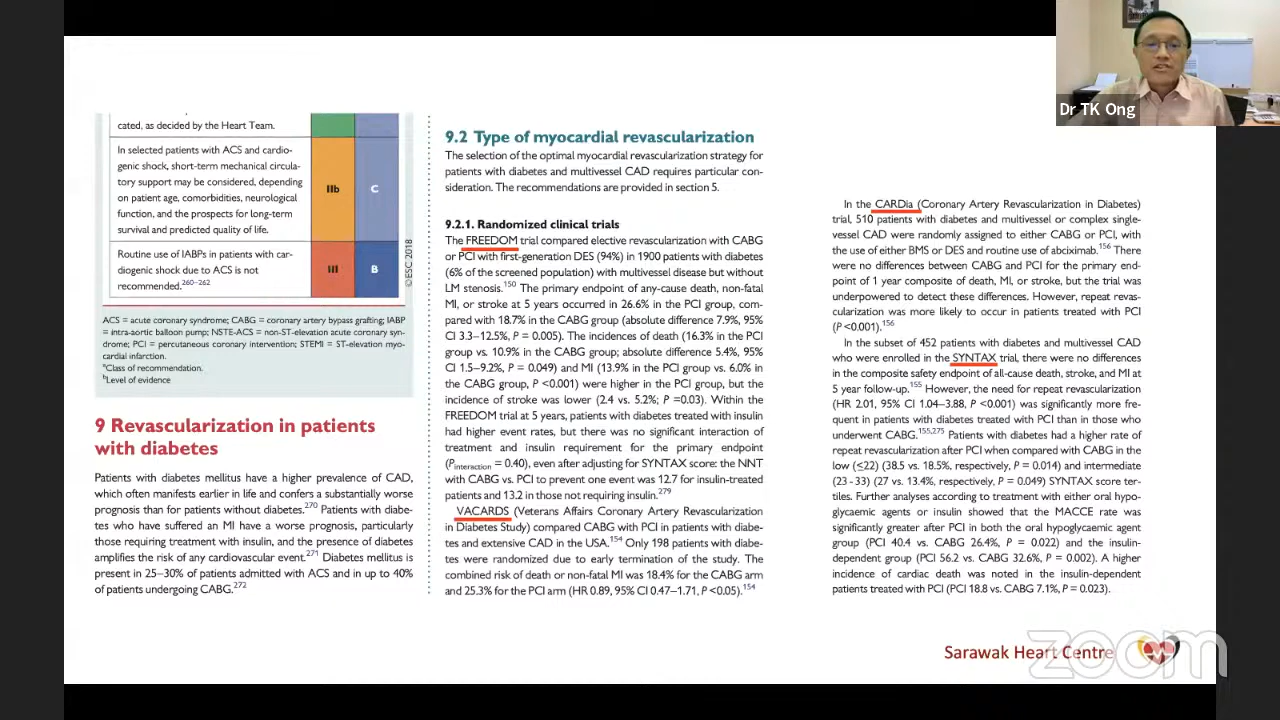 Dr TK Ong
cated, as decided by the Heart Team.
In selected patients with ACS and cardio-
genic shock, short-term mechanical circula-
tory support may be considered, depending
on patient age, comorbidities, neurological
function, and the prospects for long-term
survival and predicted quality of life.
IIb
C
Routine use of IABPs in patients with car-
diogenic shock due to ACS is not
recommended.260–262
III
B
©ESC 2018
ACS = acute coronary syndrome; CABG = coronary artery bypass grafting; IABP
= intra-aortic balloon pump; NSTE-ACS = non-ST-elevation acute coronary syn-
drome; PCI = percutaneous coronary intervention; STEMI = ST-elevation myo-
cardial infarction.
aClass of recommendation.
bLevel of evidence
9 Revascularization in patients
with diabetes
Patients with diabetes mellitus have a higher prevalence of CAD,
which often manifests earlier in life and confers a substantially worse
prognosis than for patients without diabetes.270 Patients with diabe-
tes who have suffered an MI have a worse prognosis, particularly
those requiring treatment with insulin, and the presence of diabetes
amplifies the risk of any cardiovascular event.271 Diabetes mellitus is
present in 25–30% of patients admitted with ACS and in up to 40%
of patients undergoing CABG.272
9.2 Type of myocardial revascularization
The selection of the optimal myocardial revascularization strategy for
patients with diabetes and multivessel CAD requires particular con-
sideration. The recommendations are provided in section 5.
9.2.1. Randomized clinical trials
The FREEDOM trial compared elective revascularization with CABG
or PCI with first-generation DES (94%) in 1900 patients with diabetes
(6% of the screened population) with multivessel disease but without
LM stenosis.150 The primary endpoint of any-cause death, non-fatal
MI, or stroke at 5 years occurred in 26.6% in the PCI group, com-
pared with 18.7% in the CABG group (absolute difference 7.9%, 95%
CI 3.3–12.5%, P = 0.005). The incidences of death (16.3% in the PCI
group vs. 10.9% in the CABG group; absolute difference 5.4%, 95%
CI 1.5–9.2%, P = 0.049) and MI (13.9% in the PCI group vs. 6.0% in
the CABG group, P <0.001) were higher in the PCI group, but the
incidence of stroke was lower (2.4 vs. 5.2%; P =0.03). Within the
FREEDOM trial at 5 years, patients with diabetes treated with insulin
had higher event rates, but there was no significant interaction of
treatment and insulin requirement for the primary endpoint
(Pinteraction = 0.40), even after adjusting for SYNTAX score: the NNT
with CABG vs. PCI to prevent one event was 12.7 for insulin-treated
patients and 13.2 in those not requiring insulin.279
VACARDS (Veterans Affairs Coronary Artery Revascularization
in Diabetes Study) compared CABG with PCI in patients with diabe-
tes and extensive CAD in the USA.154 Only 198 patients with diabe-
tes were randomized due to early termination of the study. The
combined risk of death or non-fatal MI was 18.4% for the CABG arm
and 25.3% for the PCI arm (HR 0.89, 95% CI 0.47–1.71, P <0.05).154
In the CARDia (Coronary Artery Revascularization in Diabetes)
trial, 510 patients with diabetes and multivessel or complex single-
vessel CAD were randomly assigned to either CABG or PCI, with
the use of either BMS or DES and routine use of abciximab.156 There
were no differences between CABG and PCI for the primary end-
point of 1 year composite of death, MI, or stroke, but the trial was
underpowered to detect these differences. However, repeat revas-
cularization was more likely to occur in patients treated with PCI
(P <0.001).156
In the subset of 452 patients with diabetes and multivessel CAD
who were enrolled in the SYNTAX trial, there were no differences
in the composite safety endpoint of all-cause death, stroke, and MI at
5 year follow-up.155 However, the need for repeat revascularization
(HR 2.01, 95% CI 1.04–3.88, P <0.001) was significantly more fre-
quent in patients with diabetes treated with PCI than in those who
underwent CABG.155,275 Patients with diabetes had a higher rate of
repeat revascularization after PCI when compared with CABG in the
low (≤22) (38.5 vs. 18.5%, respectively, P = 0.014) and intermediate
(23 - 33) (27 vs. 13.4%, respectively, P = 0.049) SYNTAX score ter-
tiles. Further analyses according to treatment with either oral hypo-
glycaemic agents or insulin showed that the MACCE rate was
significantly greater after PCI in both the oral hypoglycaemic agent
group (PCI 40.4 vs. CABG 26.4%, P = 0.022) and the insulin-
dependent group (PCI 56.2 vs. CABG 32.6%, P = 0.002). A higher
incidence of cardiac death was noted in the insulin-dependent
patients treated with PCI (PCI 18.8 vs. CABG 7.1%, P = 0.023).
Sarawak Heart Centre
zoom